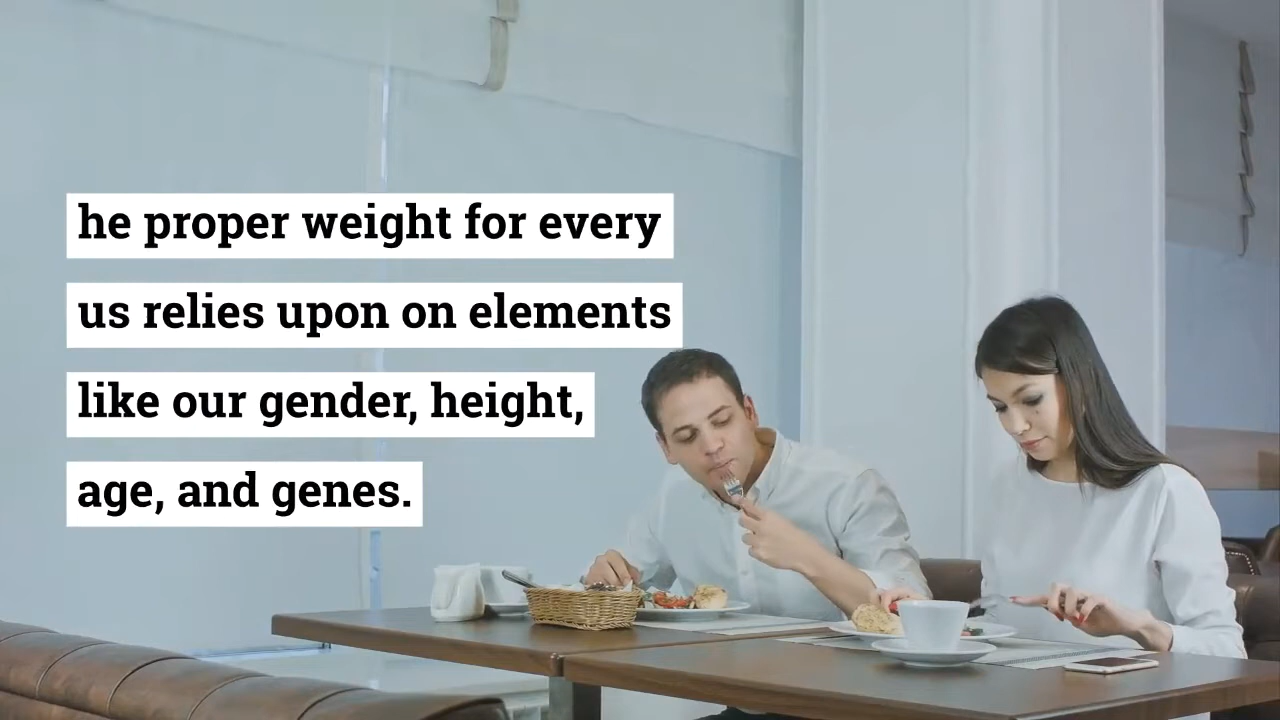 he proper weight for every
us relies upon on elements
like our gender, height,
age, and genes.